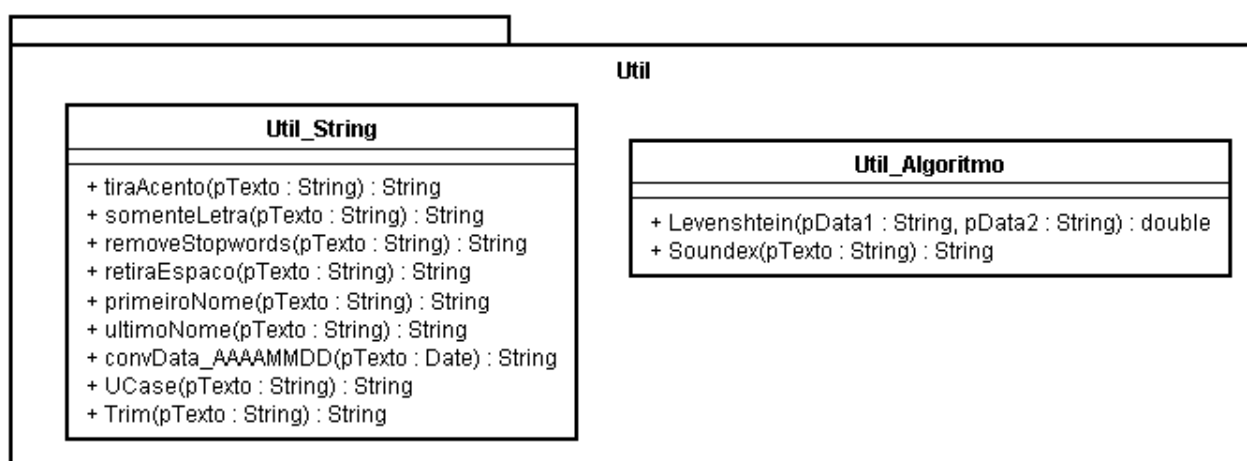 Util
Util_String
+ tiraAcento(pTexto : String) : String
+ somenteLetra(pTexto : String) : String
+ removeStopwords(pTexto : String) : String
+ retiraEspaco(pTexto : String) : String
+ primeiroNome(pTexto : String) : String
+ ultimoNome(pTexto : String) : String
+ convData_AAAAMMDD(pTexto : Date) : String
+ UCase(pTexto : String) : String
+ Trim(pTexto : String) : String
Util_Algoritmo
+ Levenshtein(pData1 : String, pData2 : String) : double
+ Soundex(pTexto : String) : String